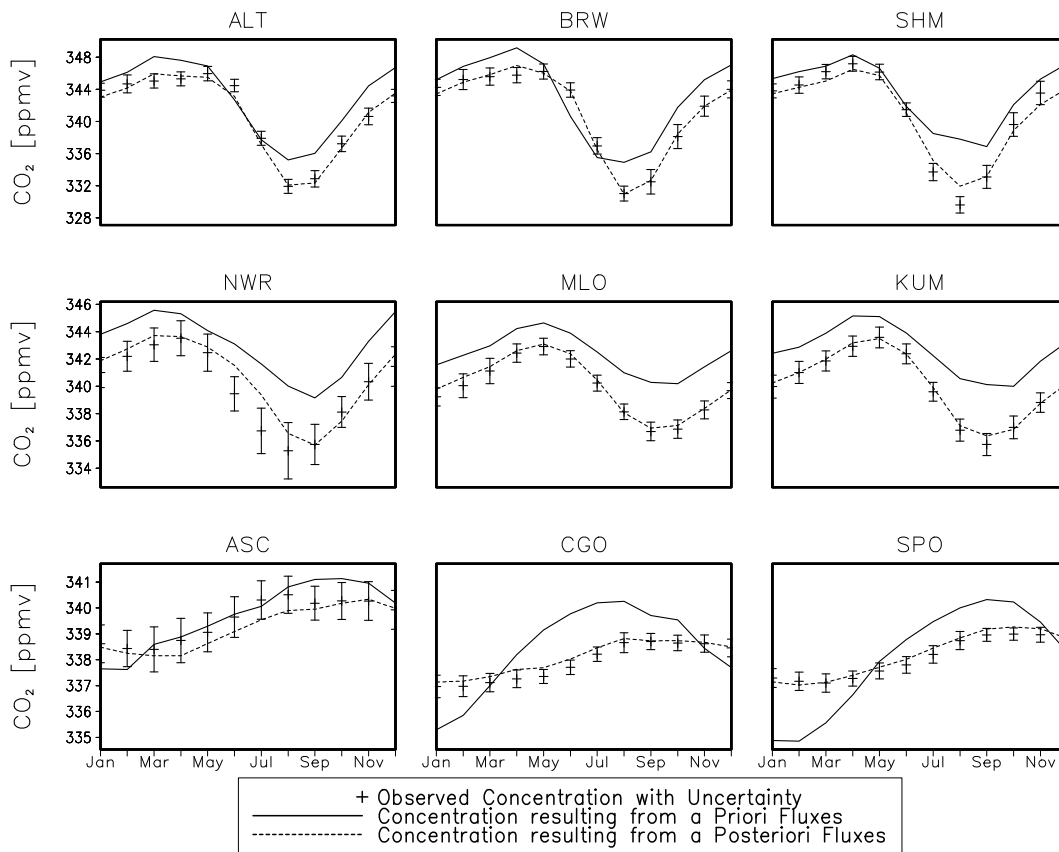 ALT BRW SHM
CO₂ [ppmv]
348
344
340
336
332
328
NWR MLO KUM
CO₂ [ppmv]
346
344
342
340
338
336
334
ASC CGO SPO
CO₂ [ppmv]
341
340
339
338
337
336
335
Jan Mar May Jul Sep Nov Jan Mar May Jul Sep Nov Jan Mar May Jul Sep Nov
+ Observed Concentration with Uncertainty
Concentration resulting from a Priori Fluxes
Concentration resulting from a Posteriori Fluxes